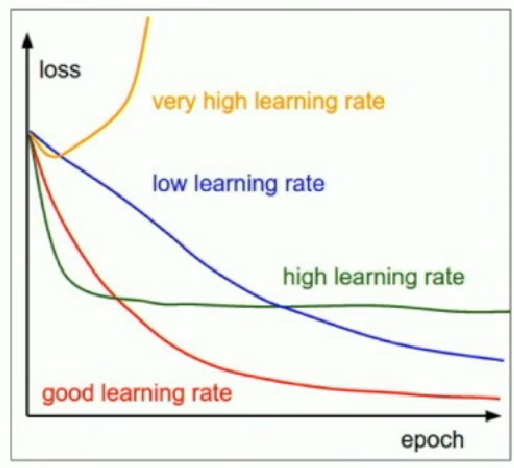 loss
very high learning rate
low learning rate
high learning rate
good learning rate
epoch